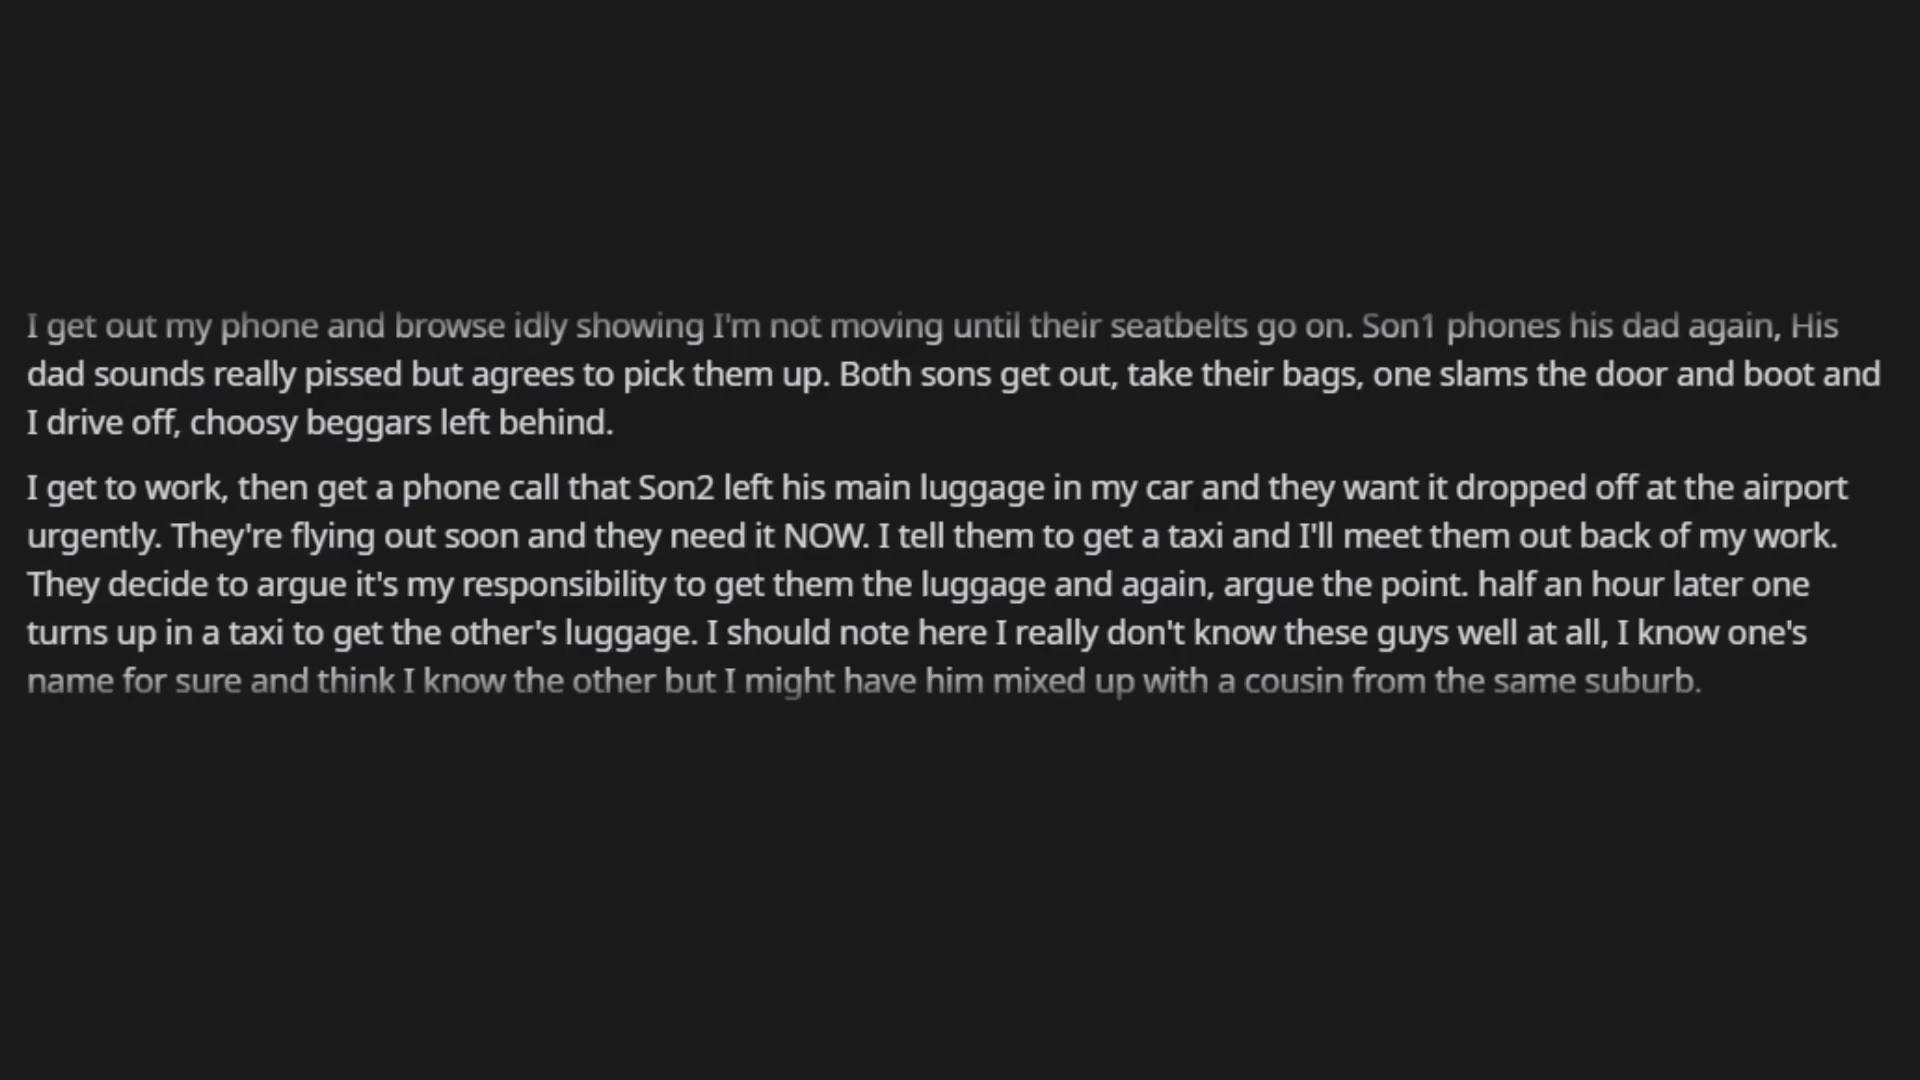 I get out my phone and browse idly showing I'm not moving until their seatbelts go on. Son1 phones his dad again, His
dad sounds really pissed but agrees to pick them up. Both sons get out, take their bags, one slams the door and boot and
I drive off, choosy beggars left behind.
I get to work, then get a phone call that Son2 left his main luggage in my car and they want it dropped off at the airport
urgently. They're flying out soon and they need it NOW. I tell them to get a taxi and I'll meet them out back of my work.
They decide to argue it's my responsibility to get them the luggage and again, argue the point. half an hour later one
turns up in a taxi to get the other's luggage. I should note here I really don't know these guys well at all, I know one's
name for sure and think I know the other but I might have him mixed up with a cousin from the same suburb.